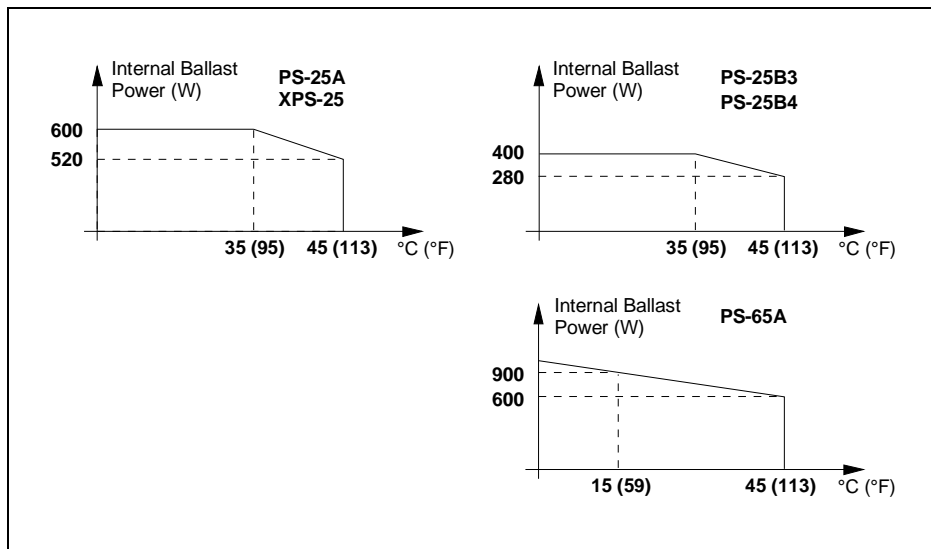 Internal Ballast
Power (W)
PS-25A
XPS-25
600
520
35 (95)
45 (113)
°C (°F)
Internal Ballast
Power (W)
PS-25B3
PS-25B4
400
280
35 (95)
45 (113)
°C (°F)
Internal Ballast
Power (W)
PS-65A
900
600
15 (59)
45 (113)
°C (°F)